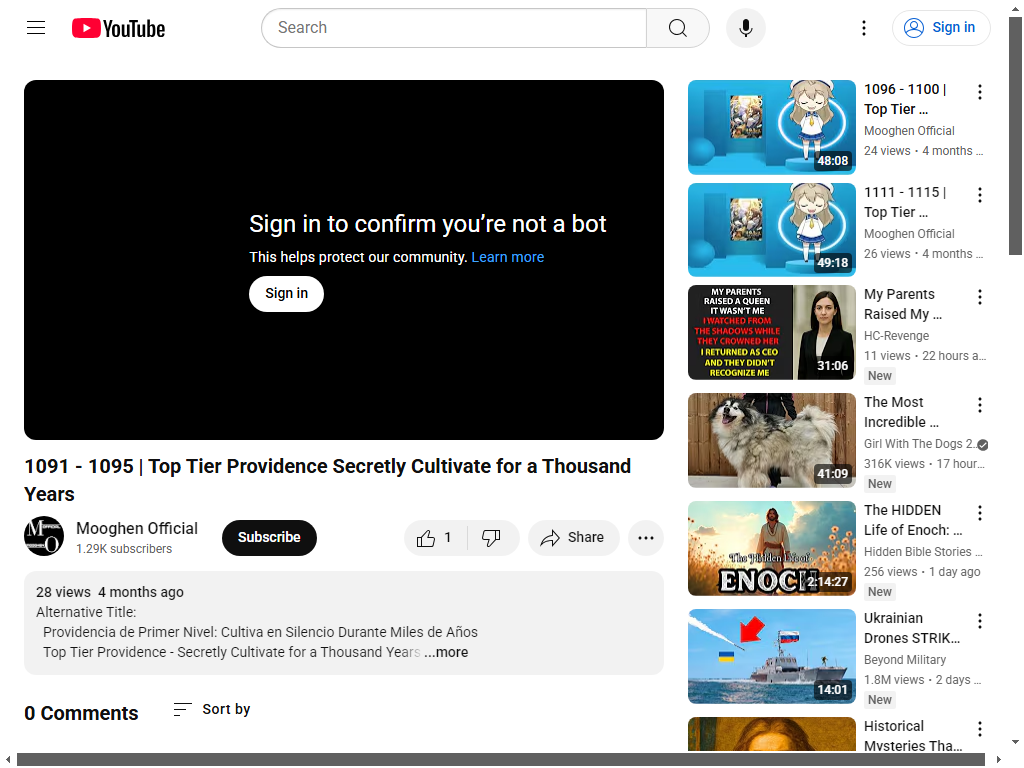 YouTube
Search
Sign in
Sign in to confirm you’re not a bot
This helps protect our community. Learn more
Sign in
1091 - 1095 | Top Tier Providence Secretly Cultivate for a Thousand
Years
Mooghen Official
1.29K subscribers
Subscribe
1
Share
28 views 4 months ago
Alternative Title:
Providencia de Primer Nivel: Cultiva en Silencio Durante Miles de Años
Top Tier Providence - Secretly Cultivate for a Thousand Years ...more
0 Comments
Sort by
48:08
1096 - 1100 |
Top Tier ...
Mooghen Official
24 views • 4 months ...
49:18
1111 - 1115 |
Top Tier ...
Mooghen Official
26 views • 4 months ...
MY PARENTS
RAISED A QUEEN
IT WASN'T ME
I WATCHED FROM
THE SHADOWS WHILE
THEY CROWNED HER
I RETURNED AS CEO
AND THEY DIDN'T
RECOGNIZE ME
31:06
My Parents
Raised My ...
HC-Revenge
11 views • 22 hours a...
New
41:09
The Most
Incredible ...
Girl With The Dogs 2...
316K views • 17 hour...
New
The Hidden Life of
ENOCH
2:14:27
The HIDDEN
Life of Enoch: ...
Hidden Bible Stories ...
256 views • 1 day ago
New
14:01
Ukrainian
Drones STRIK...
Beyond Military
1.8M views • 2 days ...
New
Historical
Mysteries Tha...